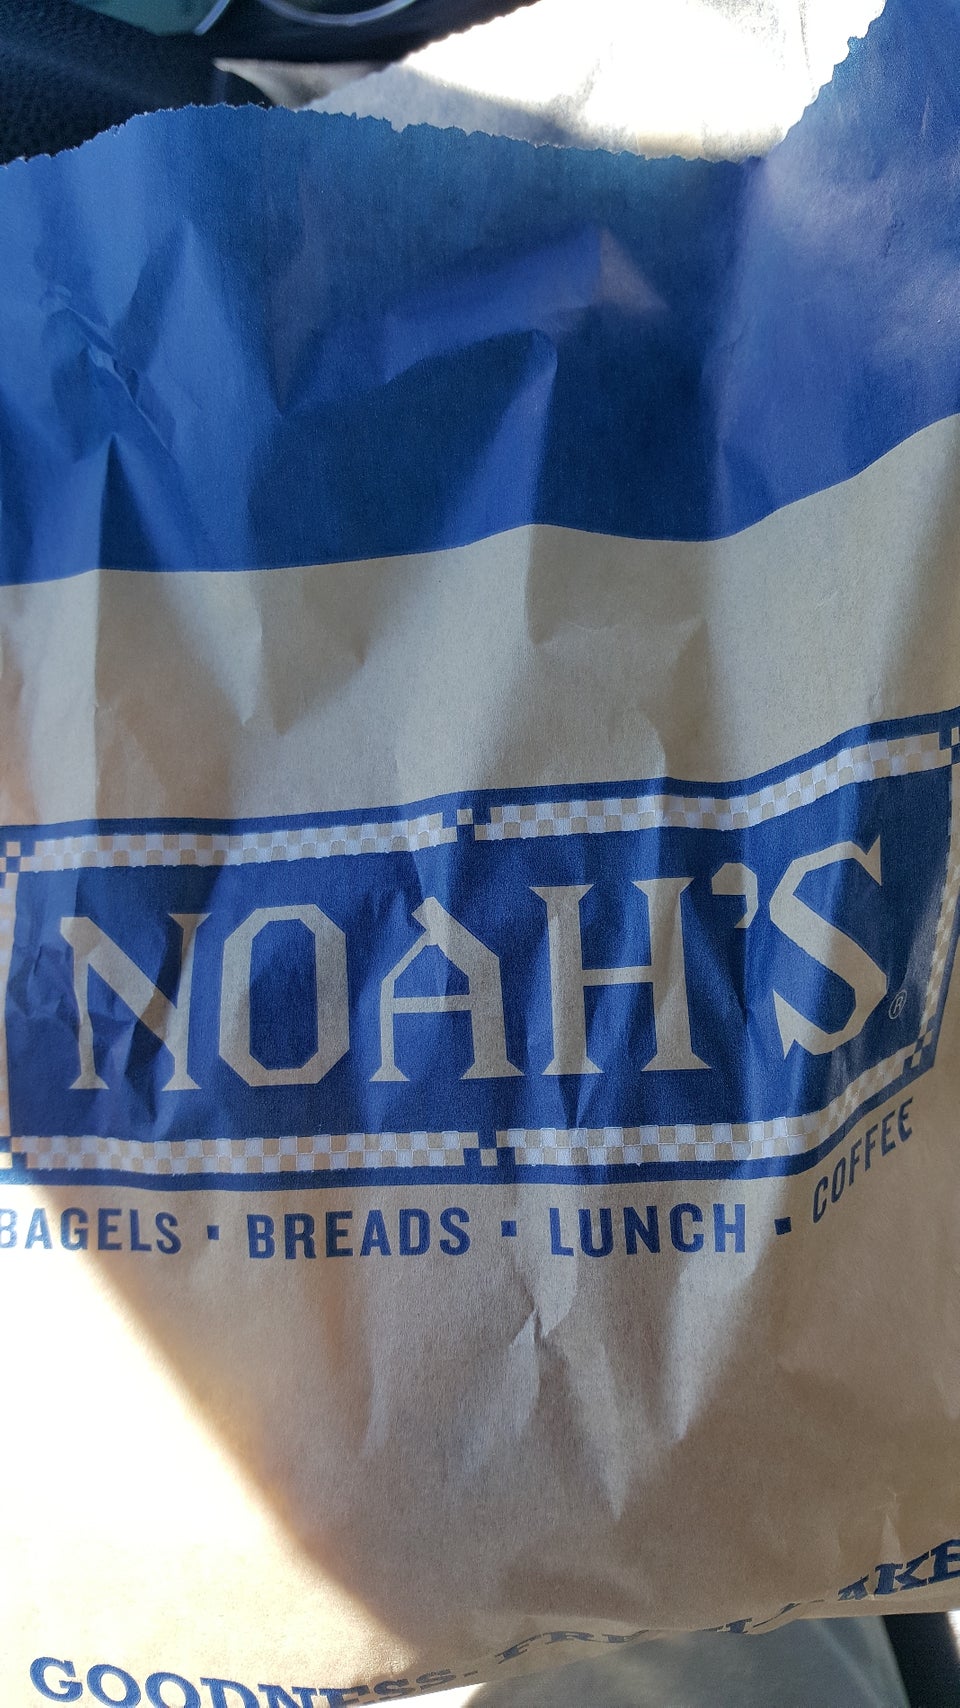 NOAH'S®
BAGELS · BREADS · LUNCH · COFFEE
GOODNESS.